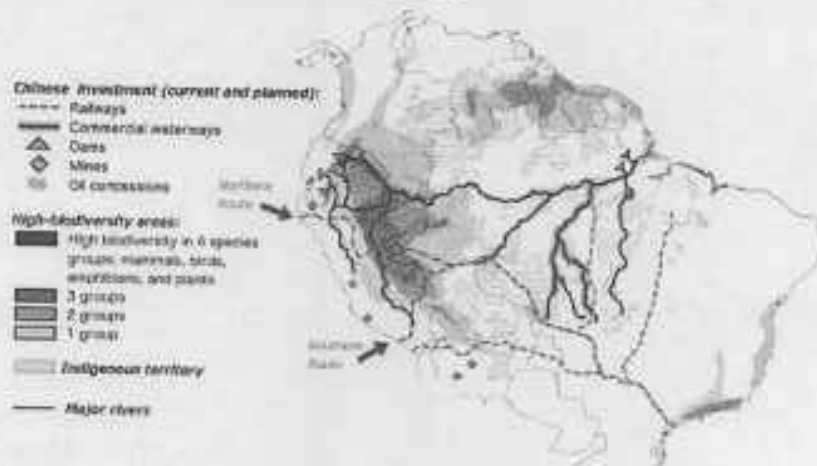 Chinese investment (current and planned):
Railways
Commercial waterways
Dams
Mines
Oil concessions
High-biodiversity areas:
High biodiversity in 4 species
groups: mammals, birds,
amphibians, and plants
3 groups
2 groups
1 group
Indigenous territory
Major rivers
Northern
Route
Southern
Route